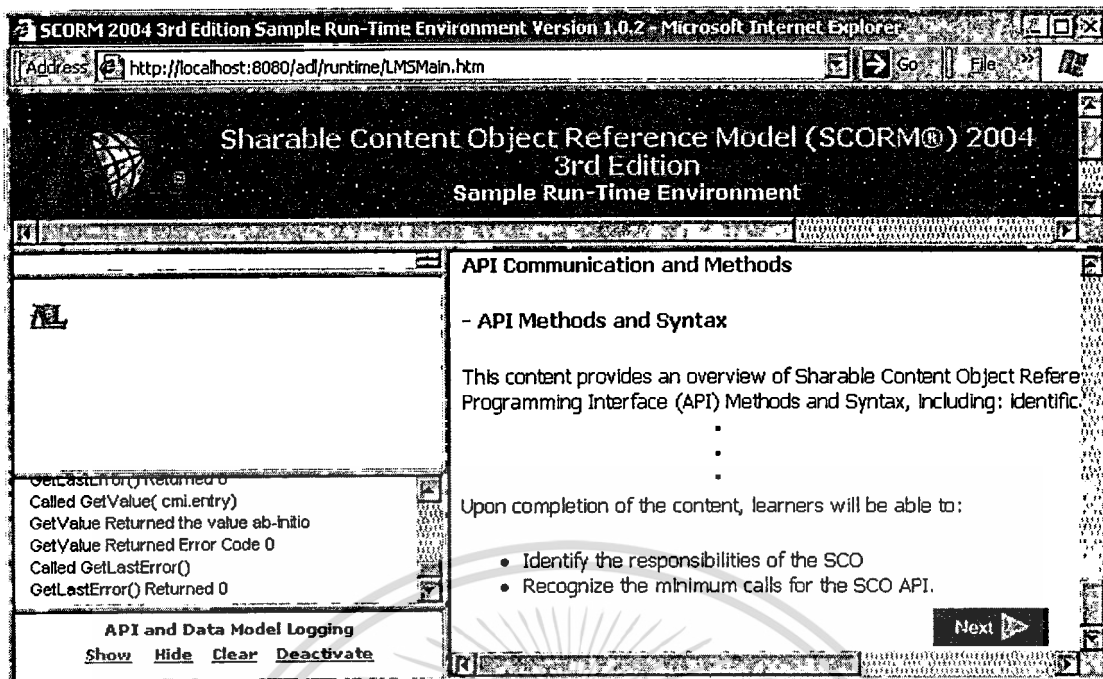 SCORM 2004 3rd Edition Sample Run-Time Environment Version 1.0.2 - Microsoft Internet Explorer
Address http://localhost:8080/adl/runtime/LMSMain.htm Go File »
Sharable Content Object Reference Model (SCORM®) 2004
3rd Edition
Sample Run-Time Environment
API Communication and Methods
- API Methods and Syntax
This content provides an overview of Sharable Content Object Refere
Programming Interface (API) Methods and Syntax, including: identific
Upon completion of the content, learners will be able to:
• Identify the responsibilities of the SCO
• Recognize the minimum calls for the SCO API.
Next
GetLastError() Returned 0
Called GetValue( cmi.entry)
GetValue Returned the value ab-initio
GetValue Returned Error Code 0
Called GetLastError()
GetLastError() Returned 0
API and Data Model Logging
Show Hide Clear Deactivate